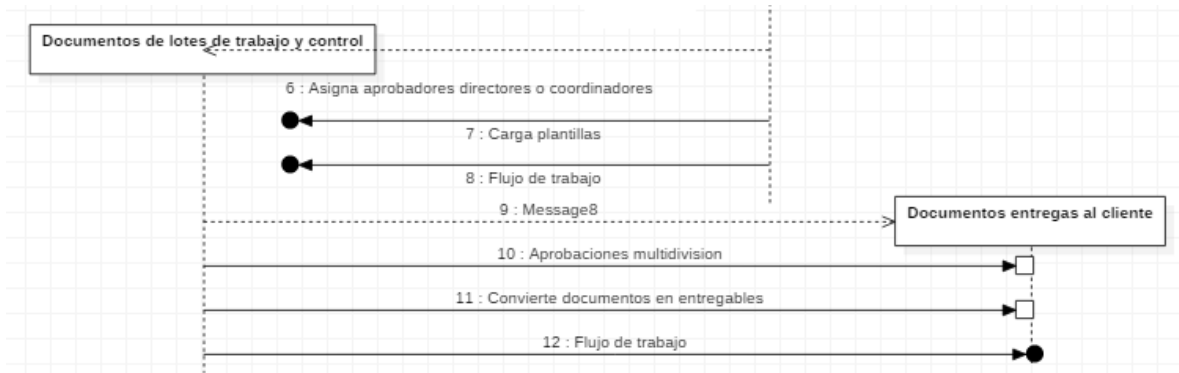 Documentos de lotes de trabajo y control
6 : Asigna aprobadores directores o coordinadores
7 : Carga plantillas
8 : Flujo de trabajo
9 : Message8
Documentos entregas al cliente
10 : Aprobaciones multidivision
11 : Convierte documentos en entregables
12 : Flujo de trabajo